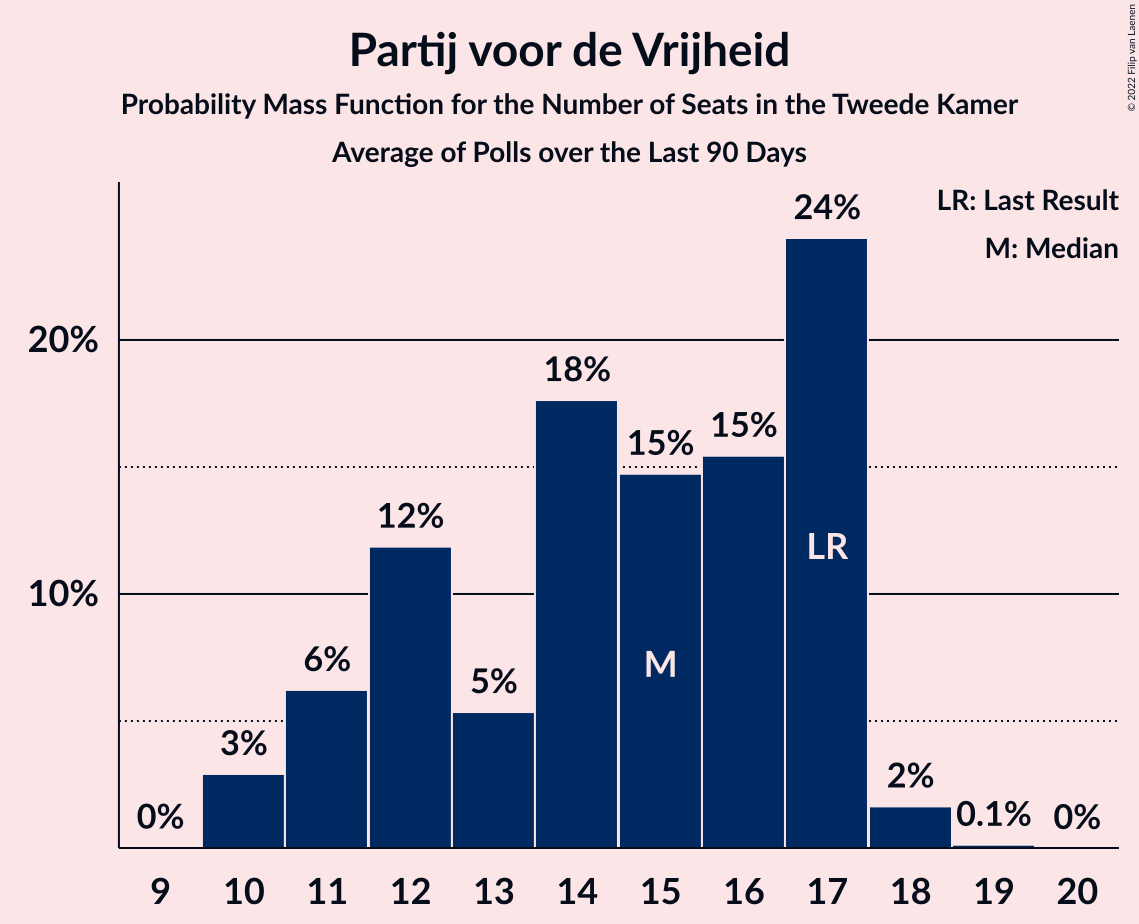 Partij voor de Vrijheid
Probability Mass Function for the Number of Seats in the Tweede Kamer
Average of Polls over the Last 90 Days
© 2022 Filip van Laenen
LR: Last Result
M: Median
20%
10%
0%
3%
6%
12%
5%
18%
15%
15%
24%
2%
0.1%
0%
M
LR
9 10 11 12 13 14 15 16 17 18 19 20